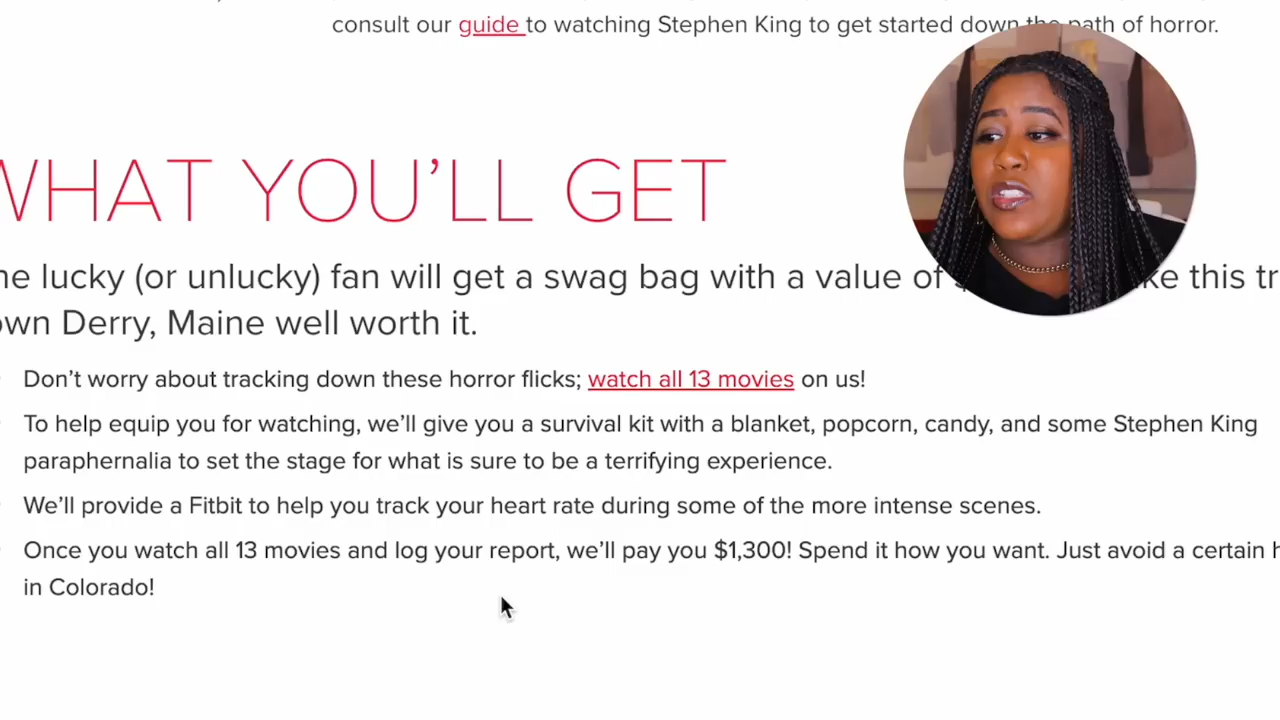 consult our guide to watching Stephen King to get started down the path of horror.
WHAT YOU'LL GET
lucky (or unlucky) fan will get a swag bag with a value of this
Derry, Maine well worth it.
Don't worry about tracking down these horror flicks; watch all 13 movies on us!
To help equip you for watching, we'll give you a survival kit with a blanket, popcorn, candy, and some Stephen King
paraphernalia to set the stage for what is sure to be a terrifying experience.
We'll provide a Fitbit to help you track your heart rate during some of the more intense scenes.
Once you watch all 13 movies and log your report, we'll pay you $1,300! Spend it how you want. Just avoid a certain
in Colorado!